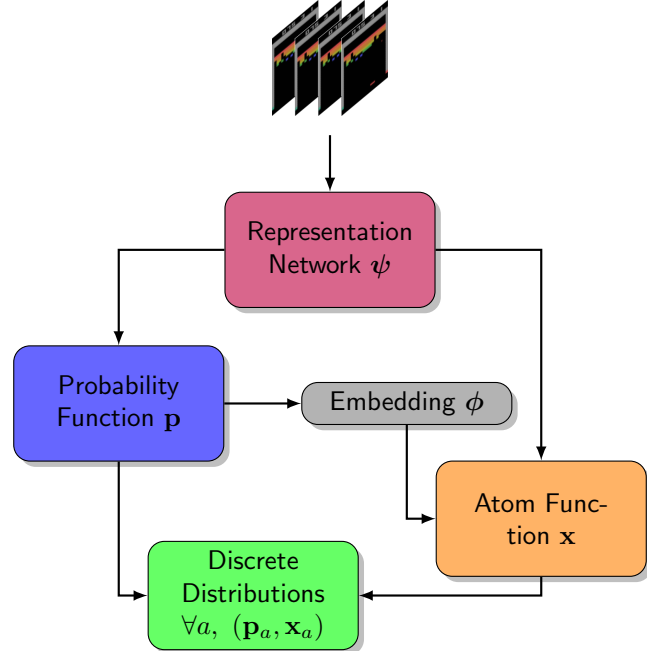 Representation
Network ψ
Probability
Function p
Embedding ϕ
Atom Func-
tion x
Discrete
Distributions
∀a, (pₐ, xₐ)